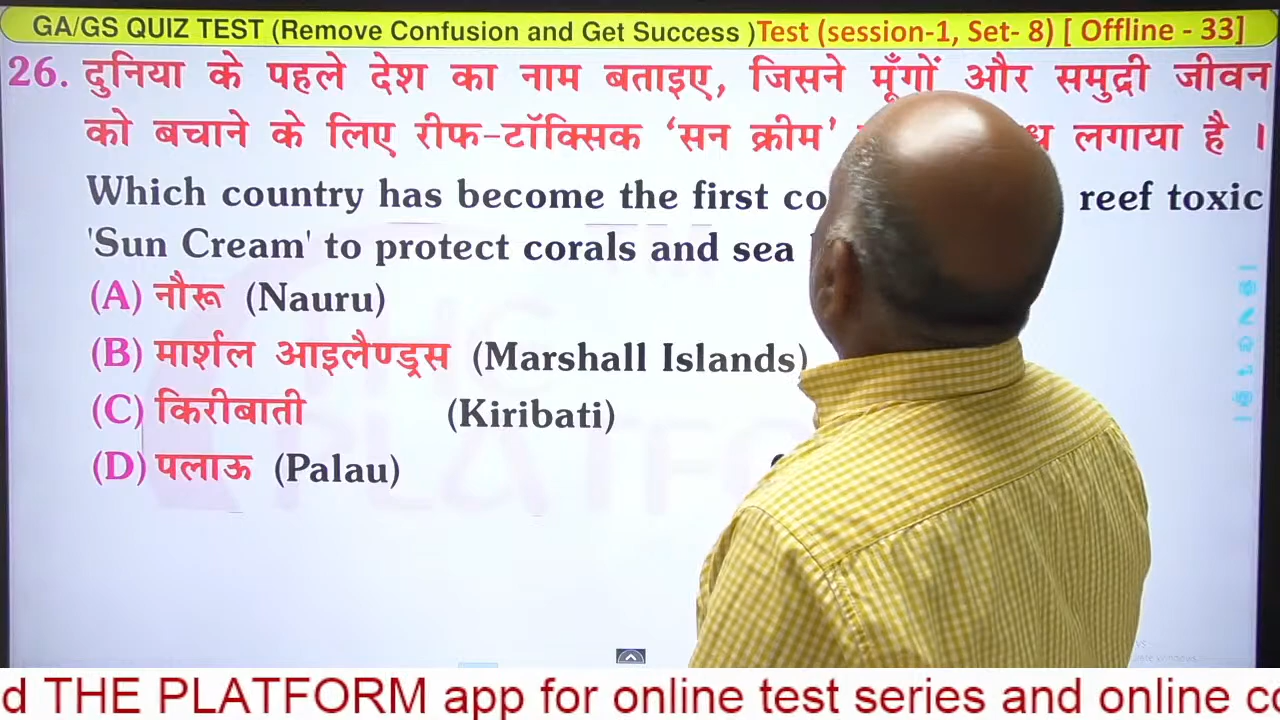 GA/GS QUIZ TEST (Remove Confusion and Get Success )Test (session-1, Set- 8) [ Offline - 33]
26. दुनिया के पहले देश का नाम बताइए, जिसने मूँगों और समुद्री जीवन
को बचाने के लिए रीफ-टॉक्सिक ‘सन क्रीम’ लगाया है ।
Which country has become the first reef toxic
'Sun Cream' to protect corals and sea
(A) नौरू (Nauru)
(B) मार्शल आइलैण्ड्रस (Marshall Islands)
(C) किरीबाती (Kiribati)
(D) पलाऊ (Palau)
THE
PLATFO
THE PLATFORM app for online test series and online